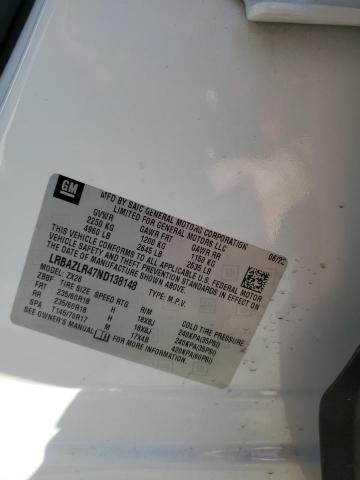 GM
MFD BY SAIC GENERAL MOTORS CORPORATION
LIMITED FOR GENERAL MOTORS LLC 06/22
GVWR GAWR FRT GAWR RR
2250 KG 1200 KG 1150 KG
4960 LB 2645 LB 2535 LB
THIS VEHICLE CONFORMS TO ALL APPLICABLE U.S.
FEDERAL MOTOR VEHICLE SAFETY STANDARDS IN EFFECT ON
THE DATE OF MANUFACTURE SHOWN ABOVE.
LRBAZLR47ND138148 TYPE: M.P.V.
ZRBF MODEL: ZX26
TIRE SIZE SPEED RTG RIM COLD TIRE PRESSURE
FRT 235/60R18 H 18X8J 240KPA(35PSI)
RR 235/60R18 H 18X8J 240KPA(35PSI)
SPA T145/70R17 M 17X4B 420KPA(60PSI)
SEE OWNER'S MANUAL FOR MORE INFORMATION.